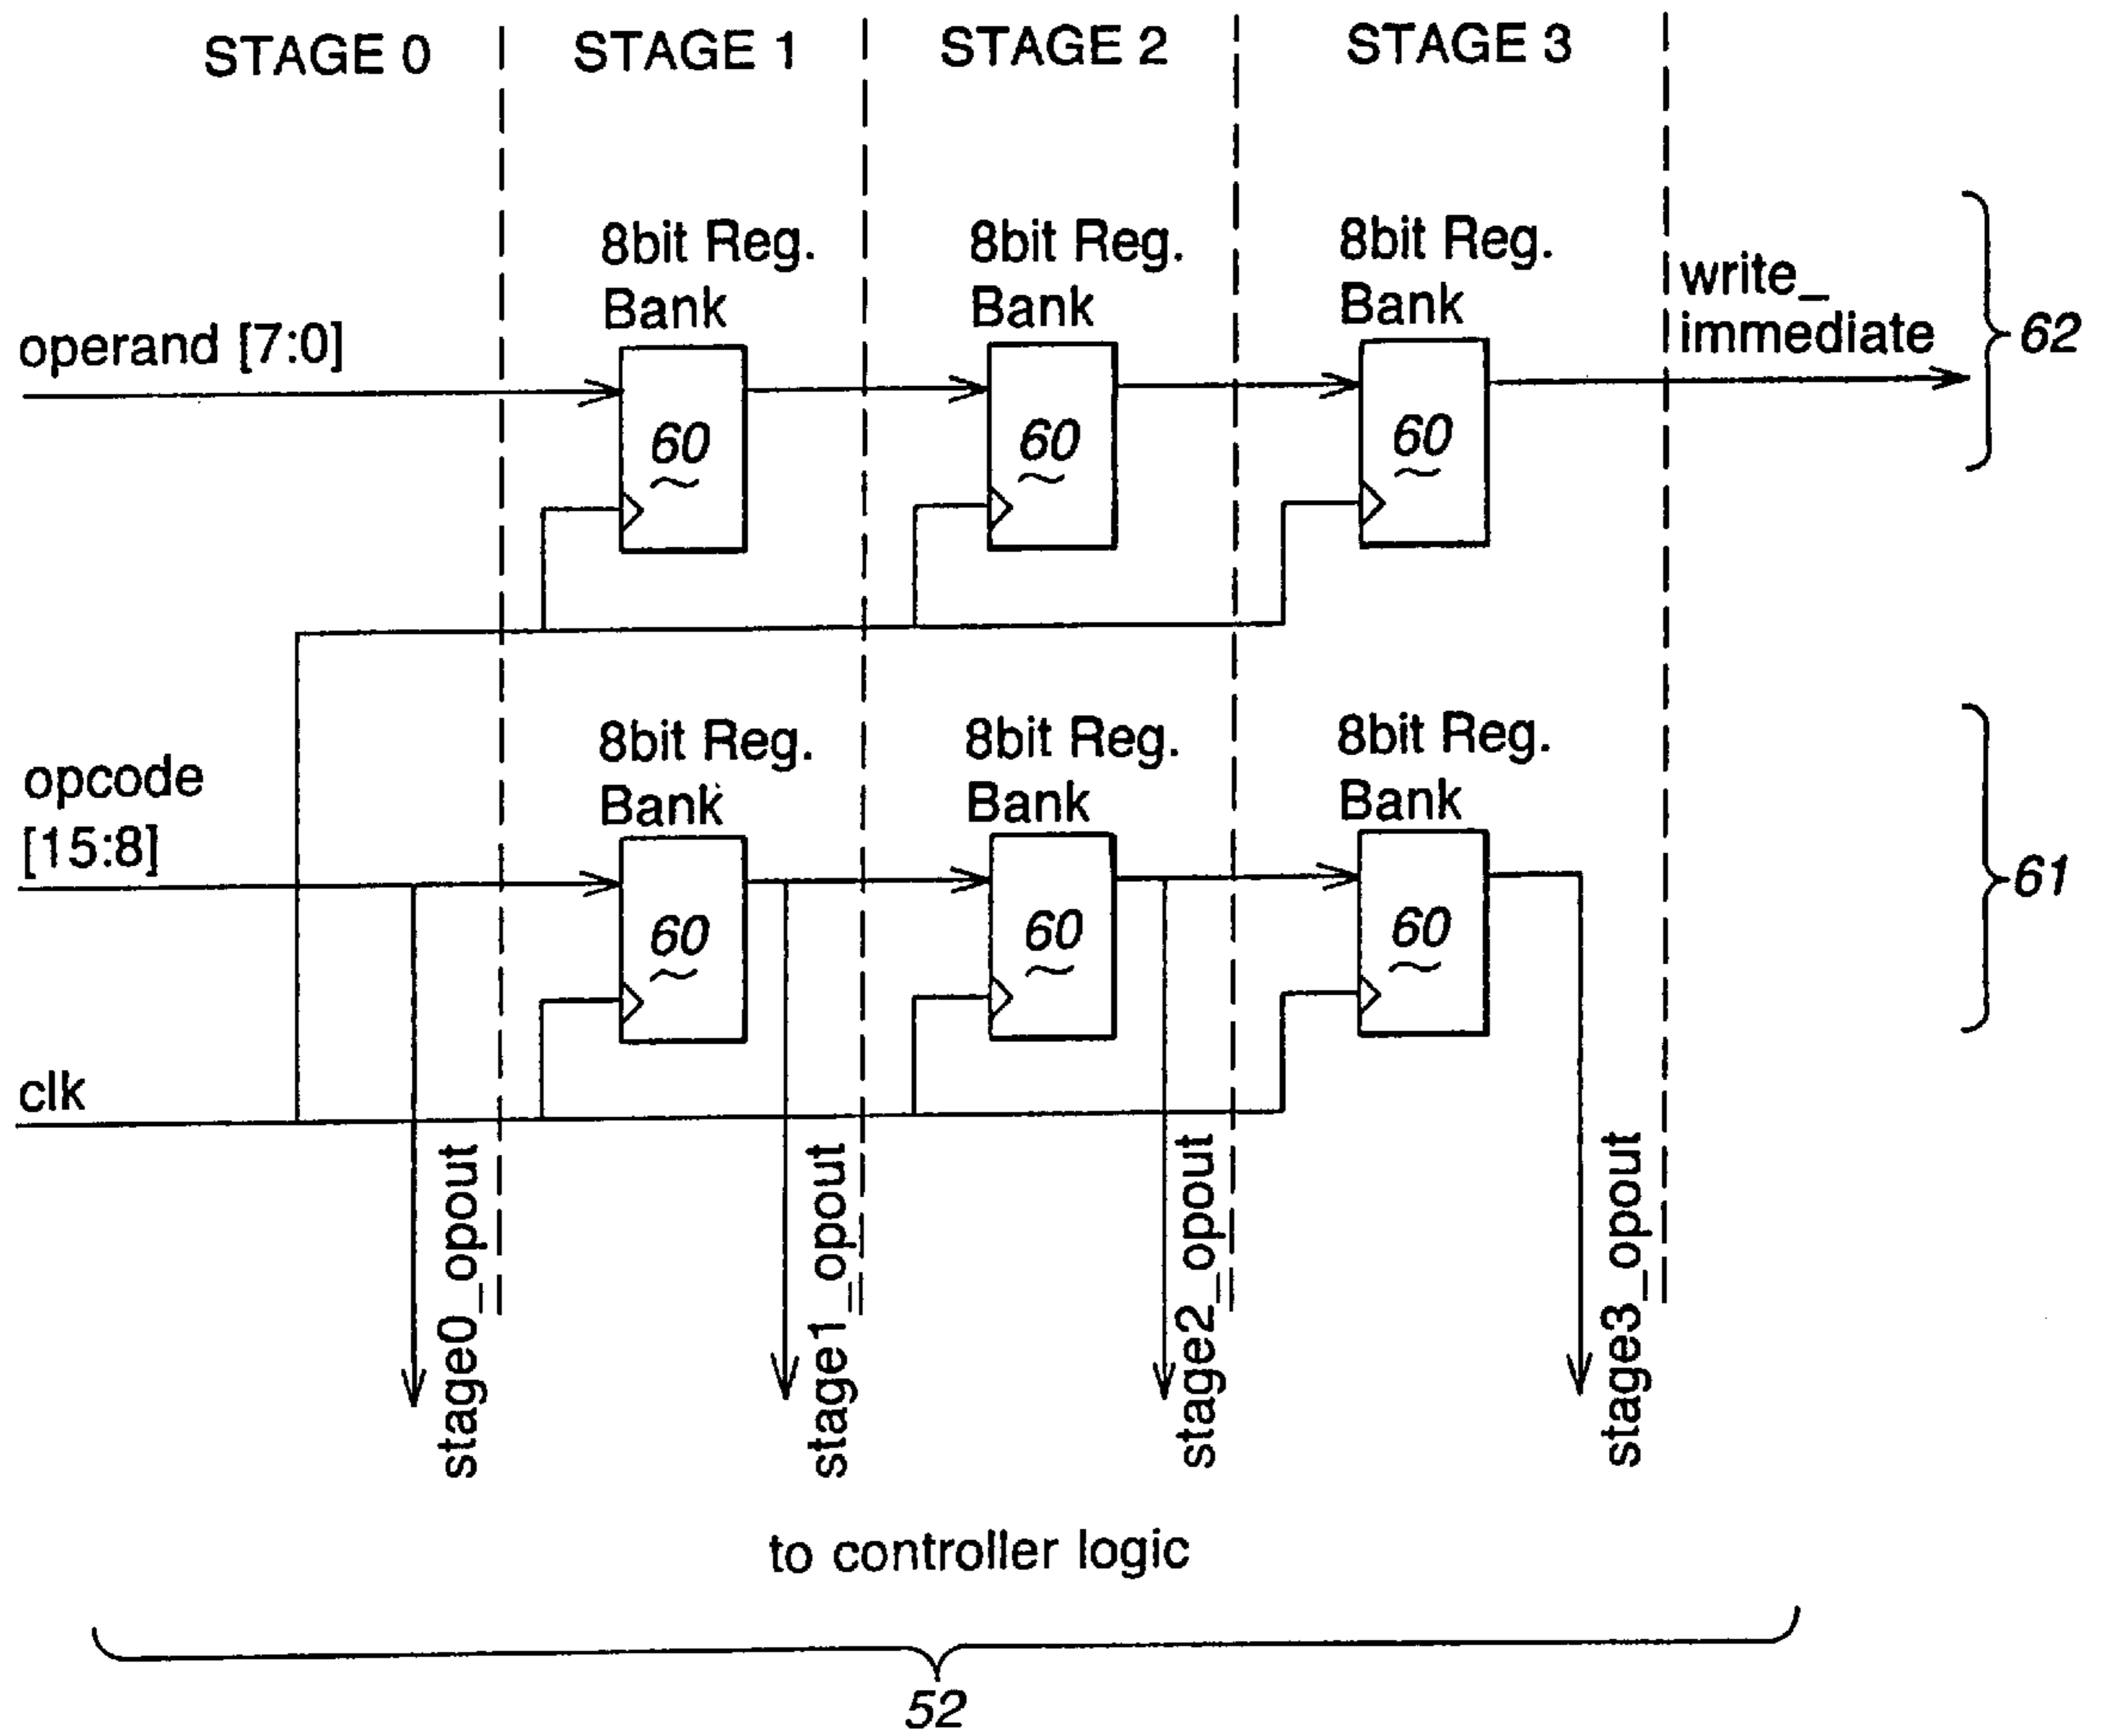 STAGE 0
STAGE 1
STAGE 2
STAGE 3
8bit Reg.
Bank
8bit Reg.
Bank
8bit Reg.
Bank
write_
immediate
operand [7:0]
60
60
60
62
8bit Reg.
Bank
8bit Reg.
Bank
8bit Reg.
Bank
opcode
[15:8]
60
60
60
61
clk
stage0_opout
stage1_opout
stage2_opout
stage3_opout
to controller logic
52